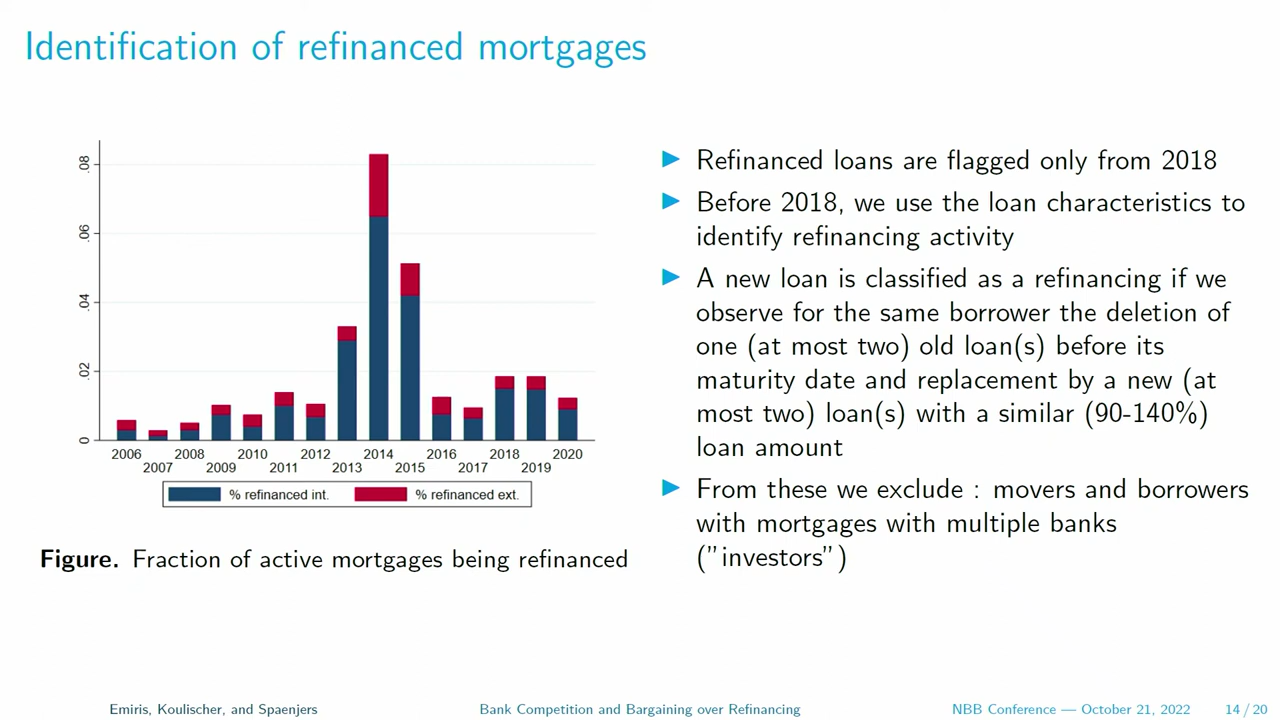 Identification of refinanced mortgages
.08
.06
.04
.02
0
2006 2008 2010 2012 2014 2016 2018 2020
2007 2009 2011 2013 2015 2017 2019
% refinanced int. % refinanced ext.
Figure. Fraction of active mortgages being refinanced
▶ Refinanced loans are flagged only from 2018
▶ Before 2018, we use the loan characteristics to
identify refinancing activity
▶ A new loan is classified as a refinancing if we
observe for the same borrower the deletion of
one (at most two) old loan(s) before its
maturity date and replacement by a new (at
most two) loan(s) with a similar (90-140%)
loan amount
▶ From these we exclude : movers and borrowers
with mortgages with multiple banks
("investors")
Emiris, Koulischer, and Spaenjers Bank Competition and Bargaining over Refinancing NBB Conference — October 21, 2022 14 / 20